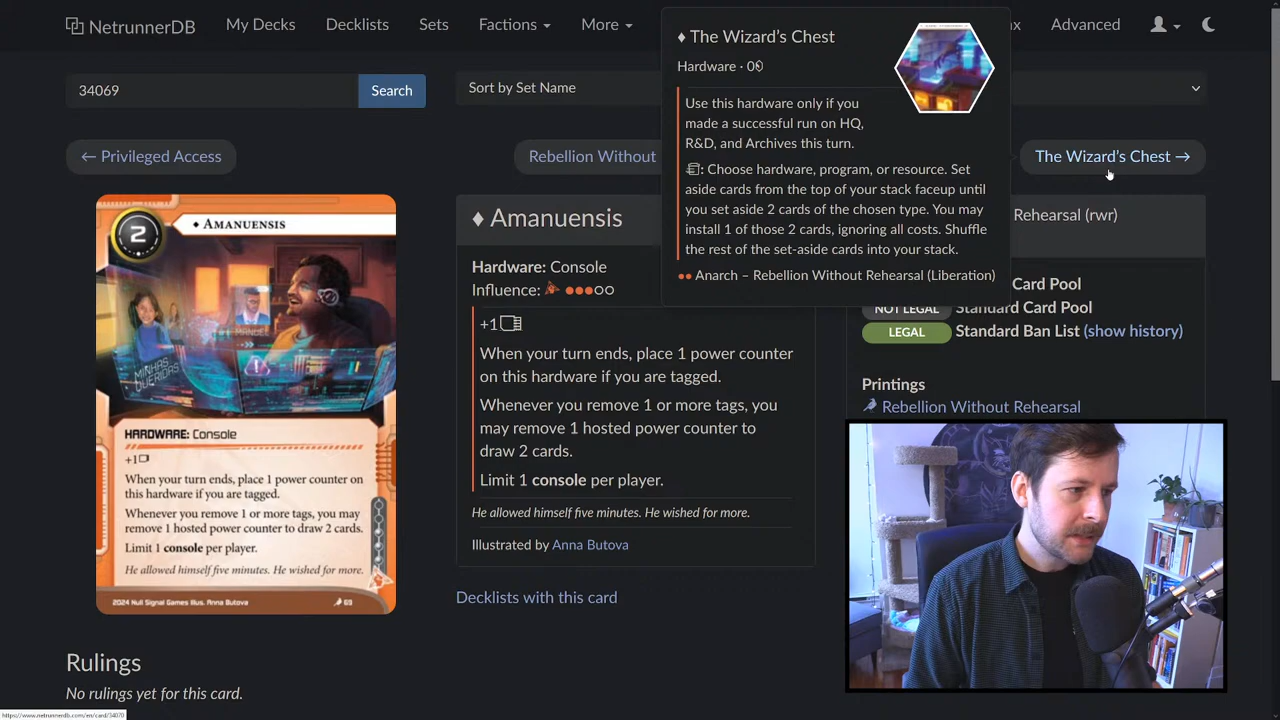 NetrunnerDB My Decks Decklists Sets Factions More Advanced
34069 Search Sort by Set Name
← Privileged Access Rebellion Without The Wizard's Chest →
♦ The Wizard's Chest
Hardware · 0
Use this hardware only if you
made a successful run on HQ,
R&D, and Archives this turn.
: Choose hardware, program, or resource. Set
aside cards from the top of your stack faceup until
you set aside 2 cards of the chosen type. You may
install 1 of those 2 cards, ignoring all costs. Shuffle
the rest of the set-aside cards into your stack.
Anarch – Rebellion Without Rehearsal (Liberation)
2 ♦ AMANUENSIS
MANDEE
MINHAS
QUERIDAS
HARDWARE: Console
+1
When your turn ends, place 1 power counter on
this hardware if you are tagged.
Whenever you remove 1 or more tags, you may
remove 1 hosted power counter to draw 2 cards.
Limit 1 console per player.
He allowed himself five minutes. He wished for more.
2024 Null Signal Games Illus. Anna Butova 69
♦ Amanuensis
Hardware: Console
Influence:
+1
When your turn ends, place 1 power counter
on this hardware if you are tagged.
Whenever you remove 1 or more tags, you
may remove 1 hosted power counter to
draw 2 cards.
Limit 1 console per player.
He allowed himself five minutes. He wished for more.
Illustrated by Anna Butova
Rehearsal (rwr)
Card Pool
NOT LEGAL Standard Card Pool
LEGAL Standard Ban List (show history)
Printings
Rebellion Without Rehearsal
Decklists with this card
Rulings
No rulings yet for this card.
https://www.netrunnerdb.com/en/card/34070